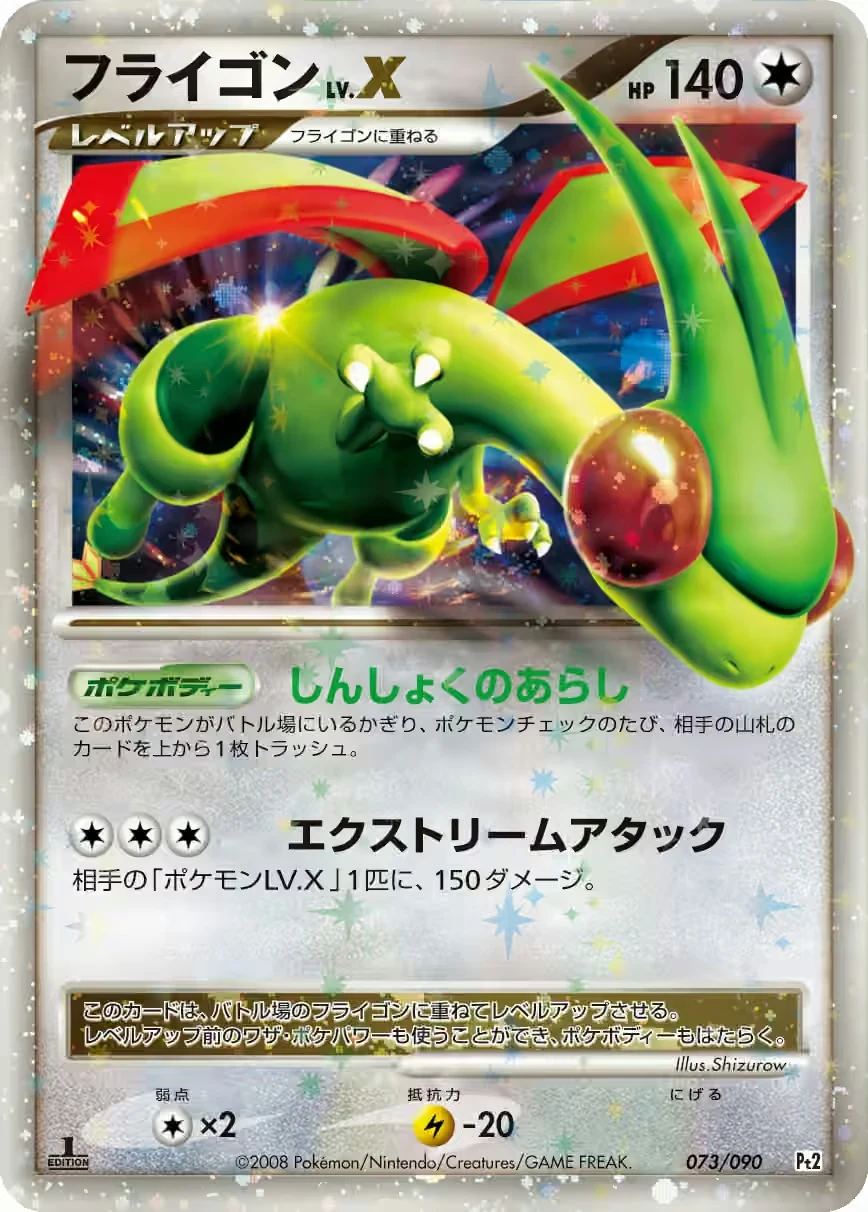 フライゴン LV.X HP 140
レベルアップ フライゴンに重ねる
ポケボディー しんしょくのあらし
このポケモンがバトル場にいるかぎり、ポケモンチェックのたび、相手の山札の
カードを上から1枚トラッシュ。
エクストリームアタック
相手の「ポケモンLV.X」1匹に、150ダメージ。
このカードは、バトル場のフライゴンに重ねてレベルアップさせる。
レベルアップ前のワザ・ポケパワーも使うことができ、ポケボディーもはたらく。
Illus.Shizurow
弱点 抵抗力 にげる
×2 -20
1 EDITION ©2008 Pokémon/Nintendo/Creatures/GAME FREAK. 073/090 Pt2